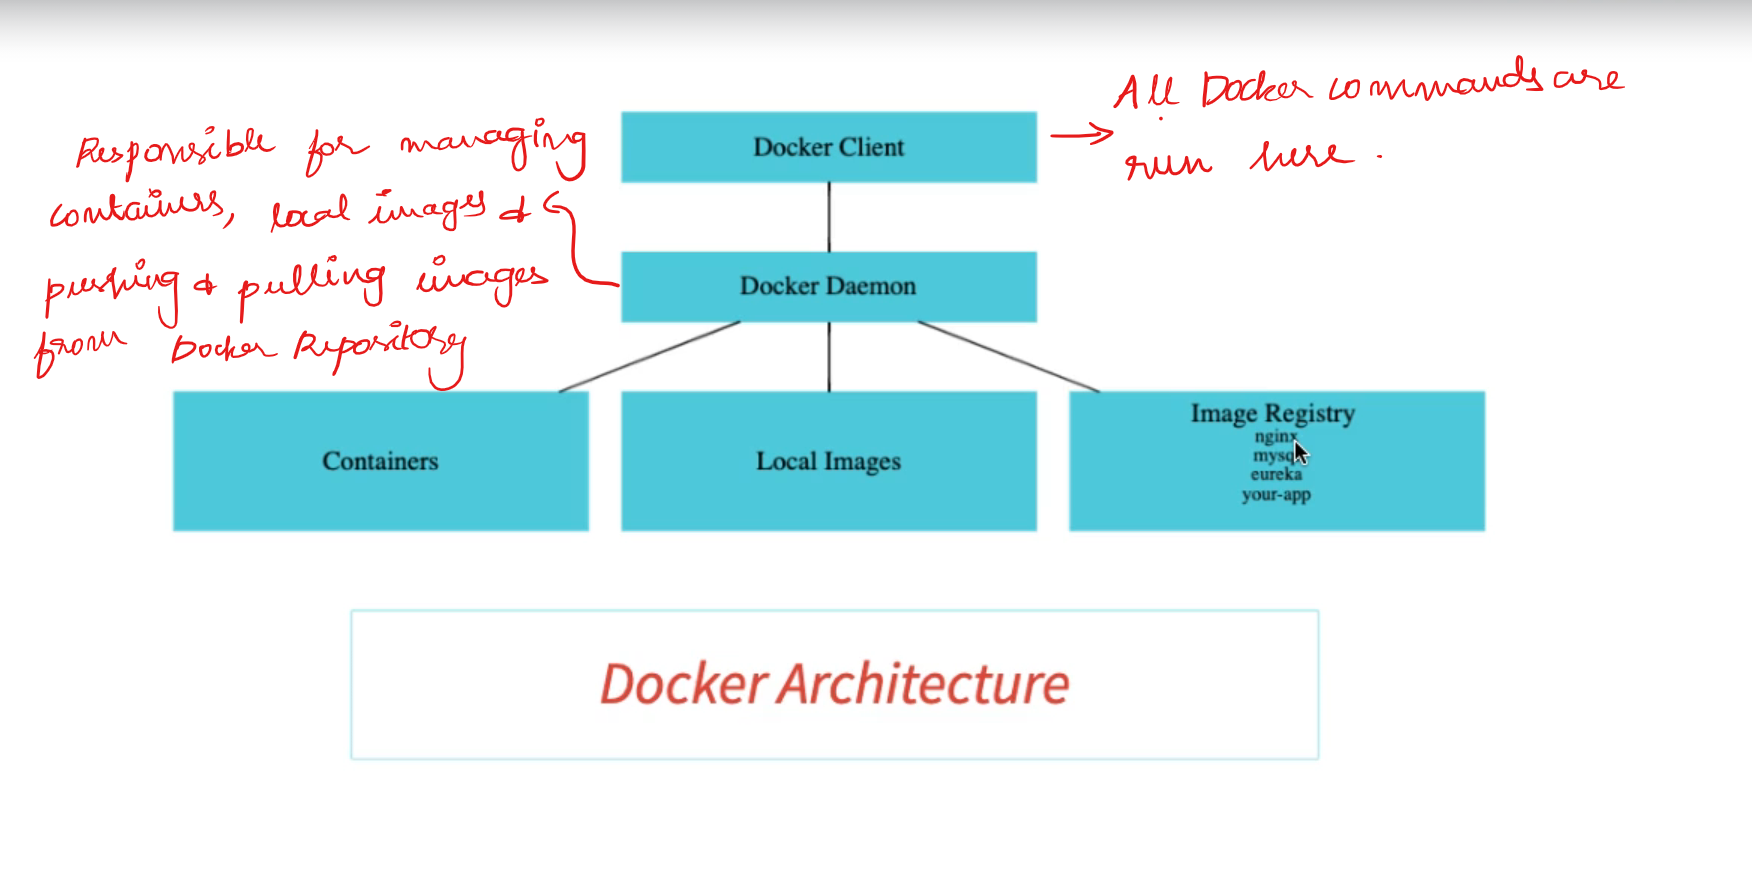 All Docker commands are
run here.
Responsible for managing
containers, local images &
pushing & pulling images
from Docker Repository
Docker Client
Docker Daemon
Containers
Local Images
Image Registry
nginx
mysql
eureka
your-app
Docker Architecture